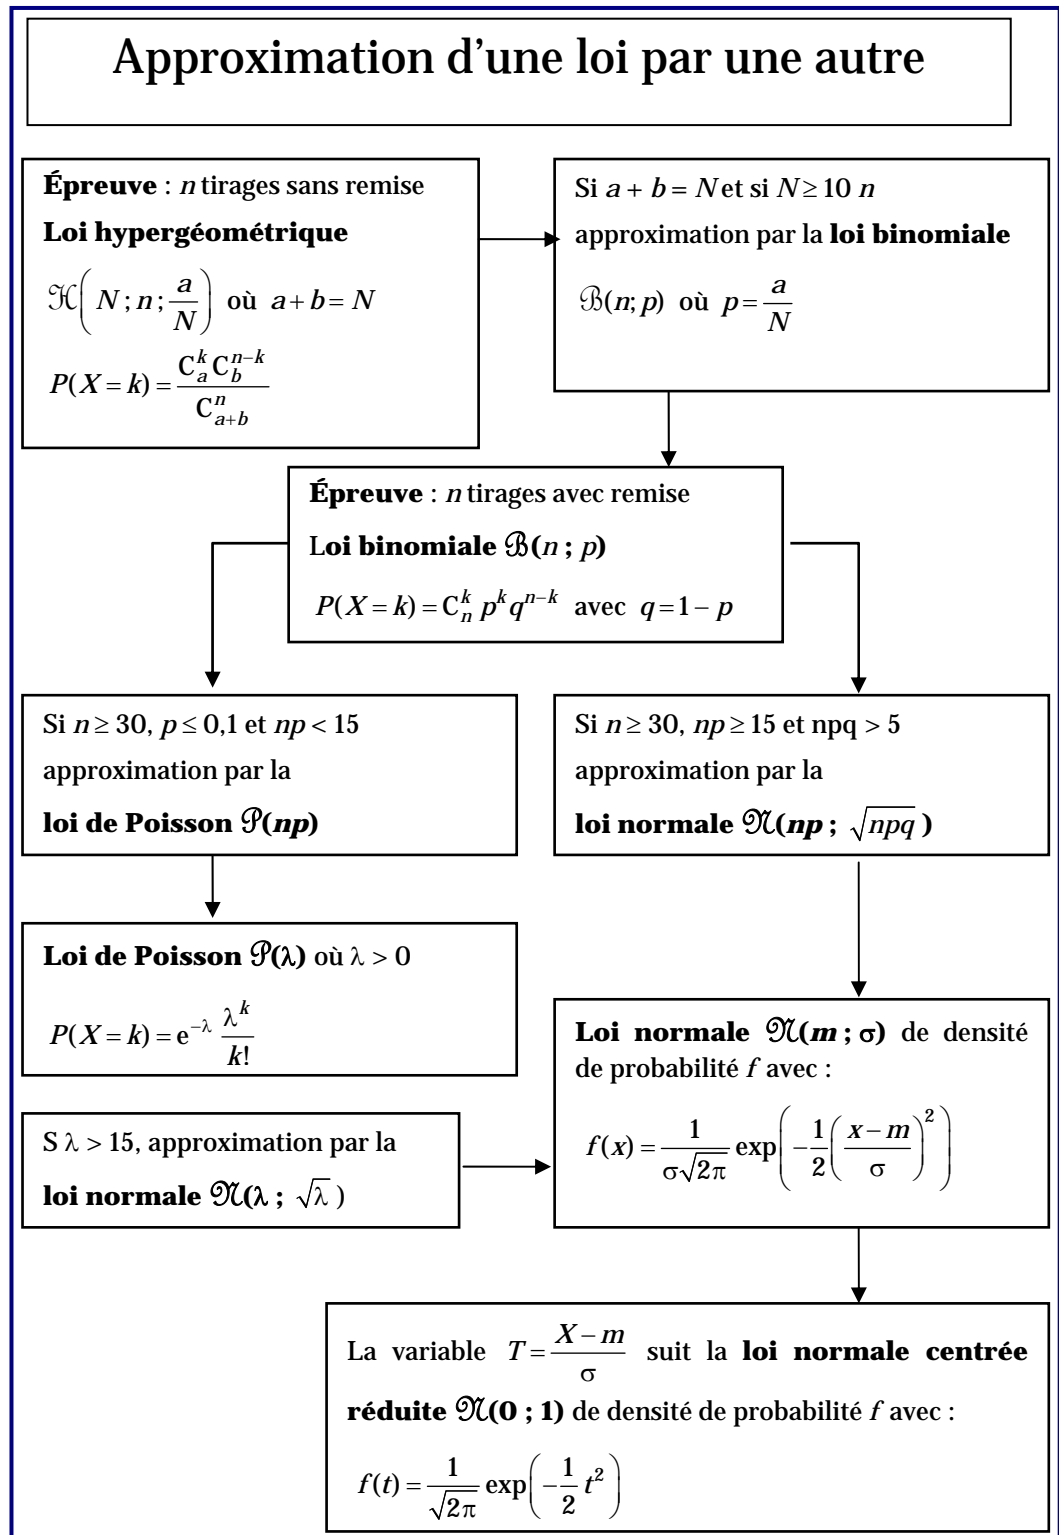 Approximation d'une loi par une autre
Épreuve : n tirages sans remise
Loi hypergéométrique
ℋ(N ; n ; a/N) où a + b = N
P(X = k) = C_a^k C_b^{n−k} / C_{a+b}^n
Si a + b = N et si N ≥ 10 n
approximation par la loi binomiale
ℬ(n; p) où p = a/N
Épreuve : n tirages avec remise
Loi binomiale ℬ(n ; p)
P(X = k) = C_n^k p^k q^{n−k} avec q = 1 − p
Si n ≥ 30, p ≤ 0,1 et np < 15
approximation par la
loi de Poisson 𝒫(np)
Si n ≥ 30, np ≥ 15 et npq > 5
approximation par la
loi normale 𝒩(np ; √npq )
Loi de Poisson 𝒫(λ) où λ > 0
P(X = k) = e^{−λ} λ^k / k!
S λ > 15, approximation par la
loi normale 𝒩(λ ; √λ )
Loi normale 𝒩(m ; σ) de densité
de probabilité f avec :
f(x) = 1/(σ√2π) exp(−1/2 ((x − m)/σ)^2)
La variable T = (X − m)/σ suit la loi normale centrée
réduite 𝒩(0 ; 1) de densité de probabilité f avec :
f(t) = 1/√2π exp(−1/2 t^2)